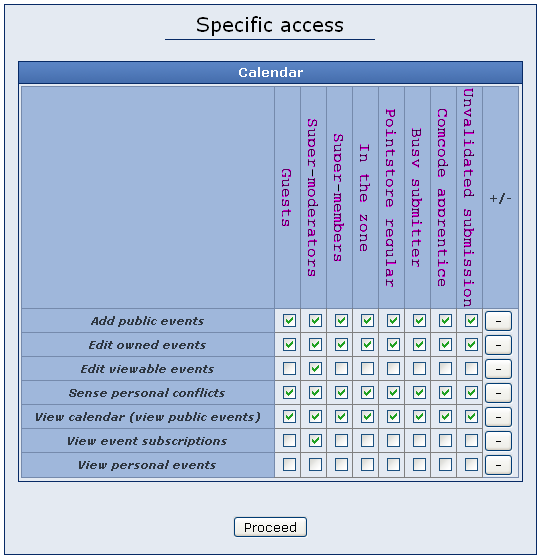 Specific access
Calendar
Guests
Super-moderators
Super-members
In the zone
Pointstore regular
Busy submitter
Comcode apprentice
Unvalidated submission
+/-
Add public events -
Edit owned events -
Edit viewable events -
Sense personal conflicts -
View calendar (view public events) -
View event subscriptions -
View personal events -
Proceed